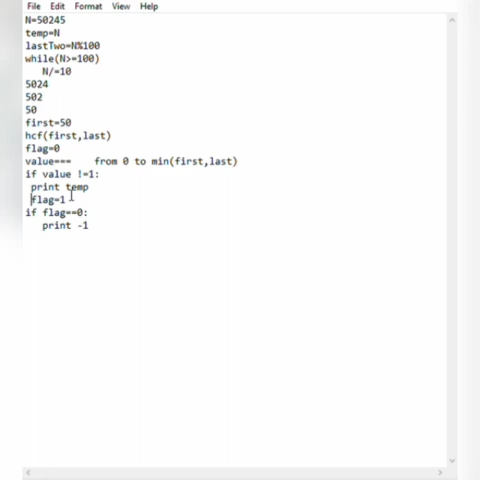 File Edit Format View Help
N=50245
temp=N
lastTwo=N%100
while(N>=100)
N/=10
5024
502
50
first=50
hcf(first,last)
flag=0
value=== from 0 to min(first,last)
if value !=1:
print temp
flag=1
if flag==0:
print -1